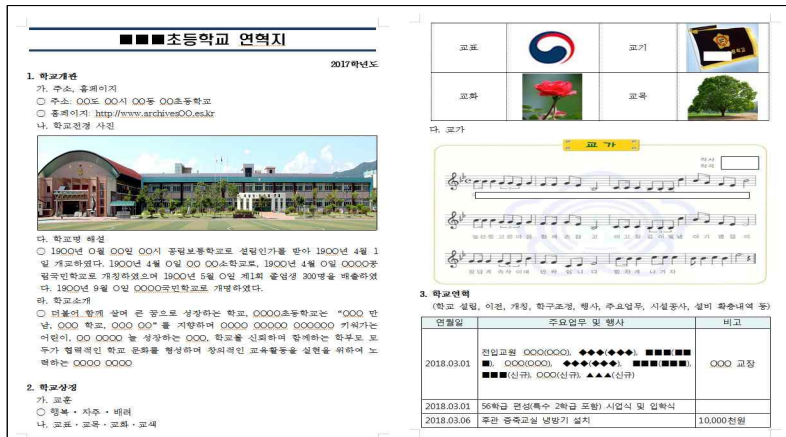 ■■■초등학교 연혁지
2017학년도
1. 학교개관
가. 주소, 홈페이지
○ 주소: OO도 OO시 OO동 OO초등학교
○ 홈페이지: http://www.archivesOO.es.kr
나. 학교전경 사진
다. 학교명 해설
○ 19OO년 O월 OO일 OO시 공립보통학교로 설립인가를 받아 19OO년 4월 1
일 개교하였다. 19OO년 4월 OO일 OO OO소학교로, 19OO년 4월 OO일 OOOO공
립국민학교로 개칭하였으며 19OO년 5월 O일 제1회 졸업생 300명을 배출하였
다. 19OO년 9월 O일 OOOO국민학교로 개명하였다.
라. 학교소개
○ 더불어 함께 살며 큰 꿈으로 성장하는 학교, OOOO초등학교는 "OOO 만
남, OOO 학교, OOO OO"를 지향하며 OOOO OOOOO OOOOOO 키워가는
어린이, OO OOOO 늘 성장하는 OOO, 학교를 신뢰하며 함께하는 학부모 모
두가 협력적인 학교 문화를 형성하며 창의적인 교육활동을 실현을 위하여 노
력하는 OOOO OOOO
2. 학교상징
가. 교훈
○ 행복・자주・배려
나. 교표・교목・교화・교색
교표 교기
교화 교목
다. 교가
교 가
작사
작곡
3. 학교연혁
(학교 설립, 이전, 개칭, 학구조정, 행사, 주요업무, 시설공사, 설비 확충내역 등)
연월일 주요업무 및 행사 비고
2018.03.01 전입교원 OOO(OOO), ◆◆◆(◆◆◆), ■■■(■■
■), OOO(OOO), ◆◆◆(◆◆◆), ■■■(■■■),
■■■(신규), OOO(신규), ▲▲▲(신규) OOO 교장
2018.03.01 56학급 편성(특수 2학급 포함) 시업식 및 입학식
2018.03.06 후관 증축교실 냉방기 설치 10,000천원